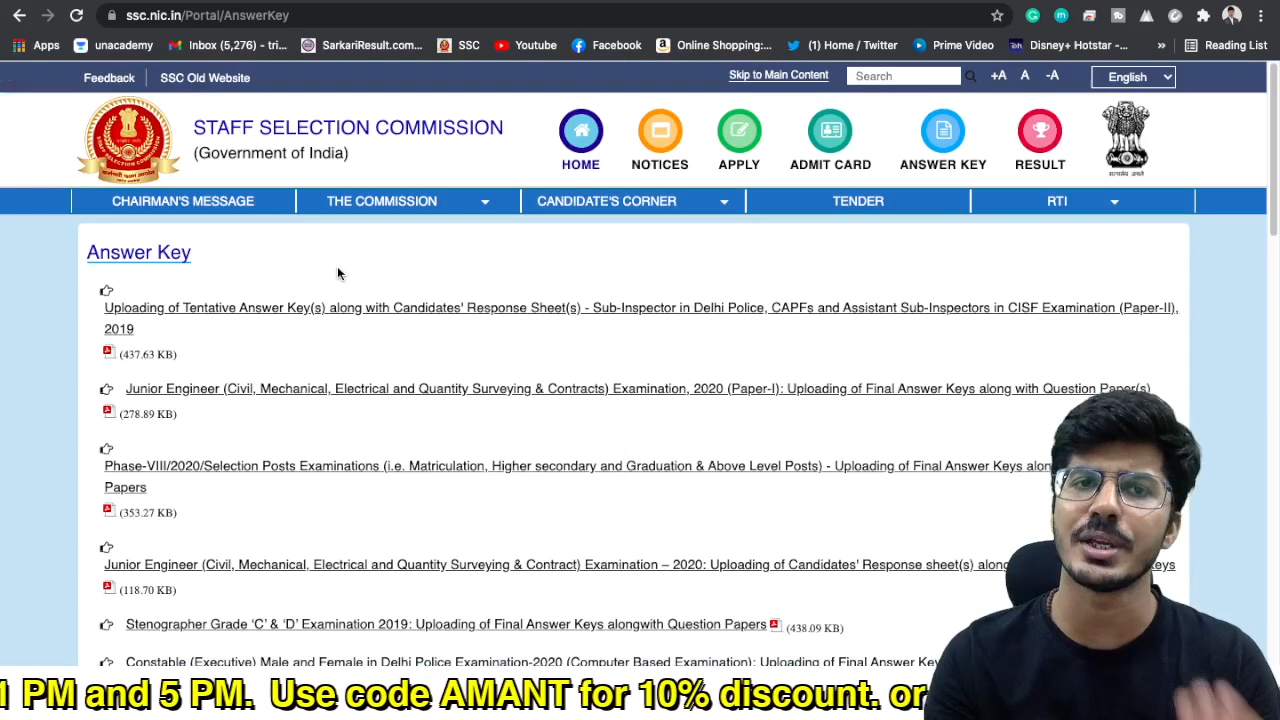 ssc.nic.in/Portal/AnswerKey
Apps unacademy Inbox (5,276) - tri... SarkariResult.com... SSC Youtube Facebook Online Shopping:... (1) Home / Twitter Prime Video Disney+ Hotstar -... » Reading List
Feedback SSC Old Website Skip to Main Content Search +A A -A English
STAFF SELECTION COMMISSION
(Government of India)
HOME NOTICES APPLY ADMIT CARD ANSWER KEY RESULT
सत्यमेव जयते
CHAIRMAN'S MESSAGE THE COMMISSION CANDIDATE'S CORNER TENDER RTI
Answer Key
Uploading of Tentative Answer Key(s) along with Candidates' Response Sheet(s) - Sub-Inspector in Delhi Police, CAPFs and Assistant Sub-Inspectors in CISF Examination (Paper-II),
2019
(437.63 KB)
Junior Engineer (Civil, Mechanical, Electrical and Quantity Surveying & Contracts) Examination, 2020 (Paper-I): Uploading of Final Answer Keys along with Question Paper(s)
(278.89 KB)
Phase-VIII/2020/Selection Posts Examinations (i.e. Matriculation, Higher secondary and Graduation & Above Level Posts) - Uploading of Final Answer Keys
Papers
(353.27 KB)
Junior Engineer (Civil, Mechanical, Electrical and Quantity Surveying & Contract) Examination – 2020: Uploading of Candidates' Response sheet(s)
(118.70 KB)
Stenographer Grade 'C' & 'D' Examination 2019: Uploading of Final Answer Keys alongwith Question Papers (438.09 KB)
Constable (Executive) Male and Female in Delhi Police Examination-2020 (Computer Based Examination): Uploading of Final Answer Key
1 PM and 5 PM. Use code AMANT for 10% discount. or